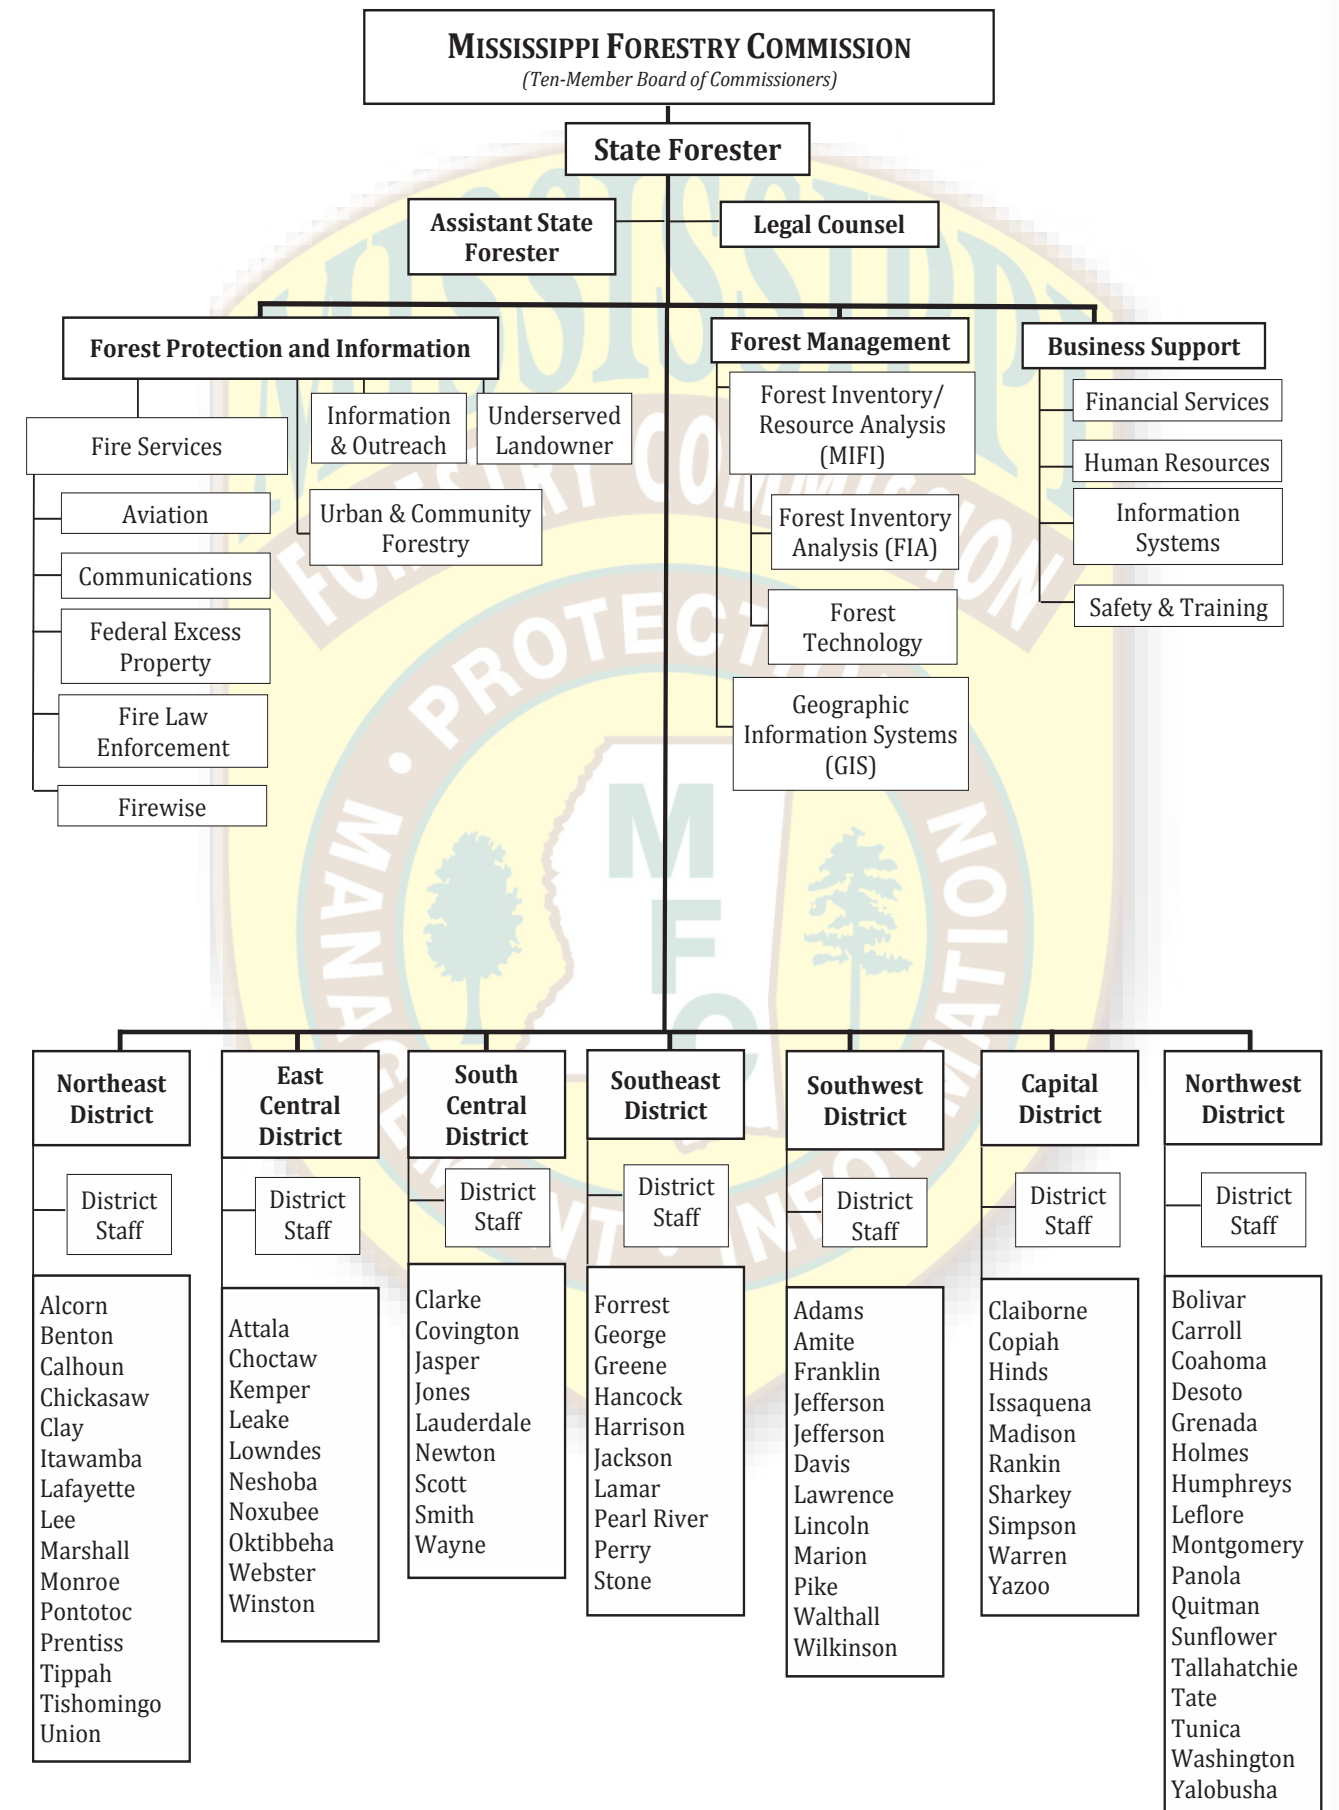 MISSISSIPPI FORESTRY COMMISSION
(Ten-Member Board of Commissioners)
State Forester
Assistant State
Forester
Legal Counsel
Forest Protection and Information
Fire Services
Aviation
Communications
Federal Excess
Property
Fire Law
Enforcement
Firewise
Information
& Outreach
Underserved
Landowner
Urban & Community
Forestry
Forest Management
Forest Inventory/
Resource Analysis
(MIFI)
Forest Inventory
Analysis (FIA)
Forest
Technology
Geographic
Information Systems
(GIS)
Business Support
Financial Services
Human Resources
Information
Systems
Safety & Training
MISSISSIPPI
FORESTRY COMMISSION
PROTECTION
MANAGEMENT • INFORMATION
M
F
C
Northeast
District
District
Staff
Alcorn
Benton
Calhoun
Chickasaw
Clay
Itawamba
Lafayette
Lee
Marshall
Monroe
Pontotoc
Prentiss
Tippah
Tishomingo
Union
East
Central
District
District
Staff
Attala
Choctaw
Kemper
Leake
Lowndes
Neshoba
Noxubee
Oktibbeha
Webster
Winston
South
Central
District
District
Staff
Clarke
Covington
Jasper
Jones
Lauderdale
Newton
Scott
Smith
Wayne
Southeast
District
District
Staff
Forrest
George
Greene
Hancock
Harrison
Jackson
Lamar
Pearl River
Perry
Stone
Southwest
District
District
Staff
Adams
Amite
Franklin
Jefferson
Jefferson
Davis
Lawrence
Lincoln
Marion
Pike
Walthall
Wilkinson
Capital
District
District
Staff
Claiborne
Copiah
Hinds
Issaquena
Madison
Rankin
Sharkey
Simpson
Warren
Yazoo
Northwest
District
District
Staff
Bolivar
Carroll
Coahoma
Desoto
Grenada
Holmes
Humphreys
Leflore
Montgomery
Panola
Quitman
Sunflower
Tallahatchie
Tate
Tunica
Washington
Yalobusha